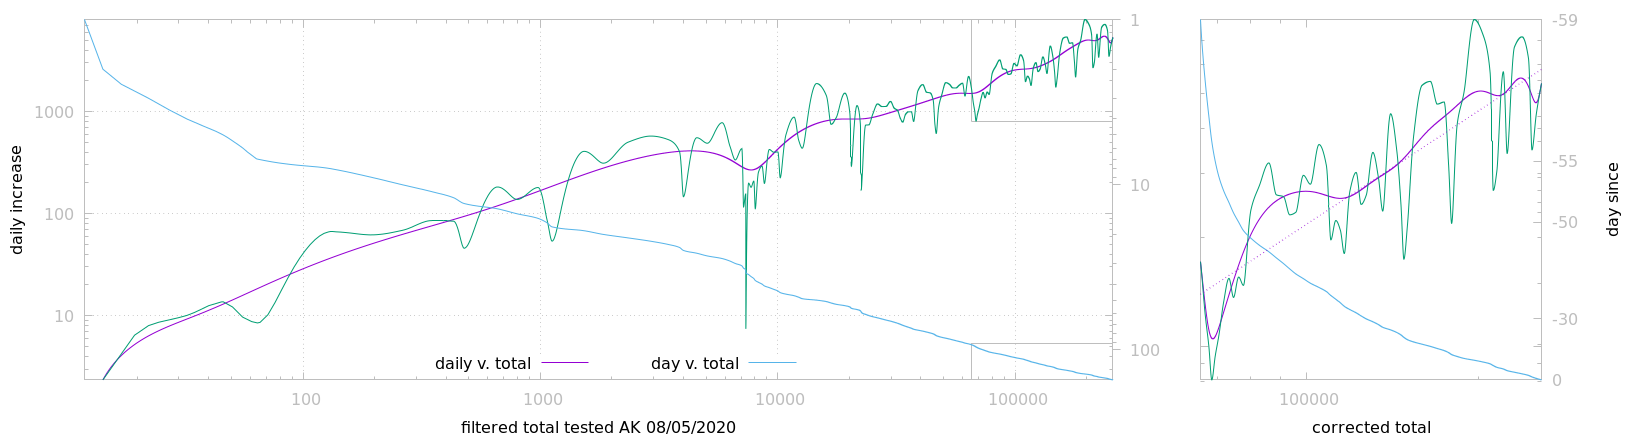 daily increase
1000
100
10
daily v. total
day v. total
1
10
100
100
1000
10000
100000
filtered total tested AK 08/05/2020
-59
-55
-50
-30
0
day since
100000
corrected total